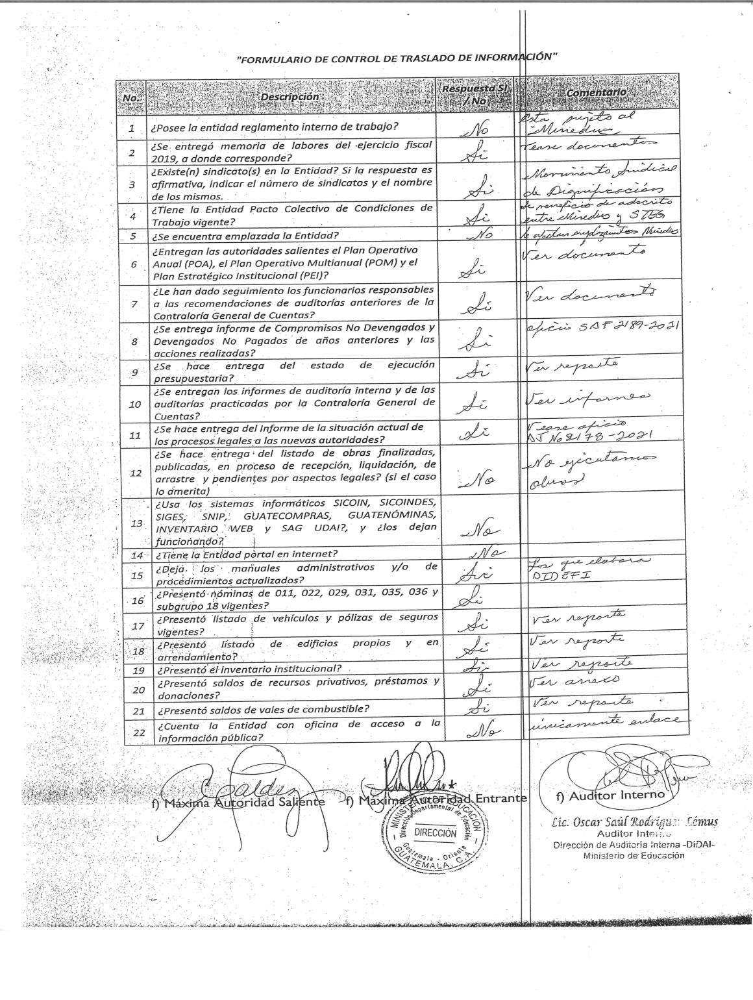 "FORMULARIO DE CONTROL DE TRASLADO DE INFORMACIÓN"
No. Descripción Respuesta SI / No Comentario
1 ¿Posee la entidad reglamento interno de trabajo? No Esta sujeto al Mineduc
2 ¿Se entregó memoria de labores del ejercicio fiscal
2019, a donde corresponde? Si Vease documentos
3 ¿Existe(n) sindicato(s) en la Entidad? Si la respuesta es
afirmativa, indicar el número de sindicatos y el nombre
de los mismos. Si Movimiento Sindical
de Dignificación
4 ¿Tiene la Entidad Pacto Colectivo de Condiciones de
Trabajo vigente? Si beneficio de adscrito
entre Mineduc y STEG
5 ¿Se encuentra emplazada la Entidad? No Mineduc
6 ¿Entregan las autoridades salientes el Plan Operativo
Anual (POA), el Plan Operativo Multianual (POM) y el
Plan Estratégico Institucional (PEI)? Si Ver documento
7 ¿Le han dado seguimiento los funcionarios responsables
a las recomendaciones de auditorías anteriores de la
Contraloría General de Cuentas? Si Ver documento
8 ¿Se entrega informe de Compromisos No Devengados y
Devengados No Pagados de años anteriores y las
acciones realizadas? Si oficio SAF 2189-2021
9 ¿Se hace entrega del estado de ejecución
presupuestaria? Si Ver reporte
10 ¿Se entregan los informes de auditoría interna y de las
auditorías practicadas por la Contraloría General de
Cuentas? Si Ver informes
11 ¿Se hace entrega del Informe de la situación actual de
los procesos legales a las nuevas autoridades? Si Vease oficio
DJ No 2178-2021
12 ¿Se hace entrega del listado de obras finalizadas,
publicadas, en proceso de recepción, liquidación, de
arrastre y pendientes por aspectos legales? (si el caso
lo amerita) No No ejecutamos
obras
13 ¿Usa los sistemas informáticos SICOIN, SICOINDES,
SIGES, SNIP, GUATECOMPRAS, GUATENÓMINAS,
INVENTARIO WEB y SAG UDAI?, y ¿los dejan
funcionando? No
14 ¿Tiene la Entidad portal en internet? No
15 ¿Deja los manuales administrativos y/o de
procedimientos actualizados? Si Los que elabora
DIDEFI
16 ¿Presentó nóminas de 011, 022, 029, 031, 035, 036 y
subgrupo 18 vigentes? Si
17 ¿Presentó listado de vehículos y pólizas de seguros
vigentes? Si Ver reporte
18 ¿Presentó listado de edificios propios y en
arrendamiento? Si Ver reporte
19 ¿Presentó el inventario institucional? Si Ver reporte
20 ¿Presentó saldos de recursos privativos, préstamos y
donaciones? Si Ver anexo
21 ¿Presentó saldos de vales de combustible? Si Ver reporte
22 ¿Cuenta la Entidad con oficina de acceso a la
información pública? No únicamente enlace
f) Máxima Autoridad Saliente
f) Máxima Autoridad Entrante
f) Auditor Interno
MINISTERIO DE EDUCACIÓN
Dirección Departamental de Educación
DIRECCIÓN
Guatemala - Oriente
GUATEMALA, C.A.
Lic. Oscar Saúl Rodríguez Lémus
Auditor Interno
Dirección de Auditoría Interna -DIDAI-
Ministerio de Educación